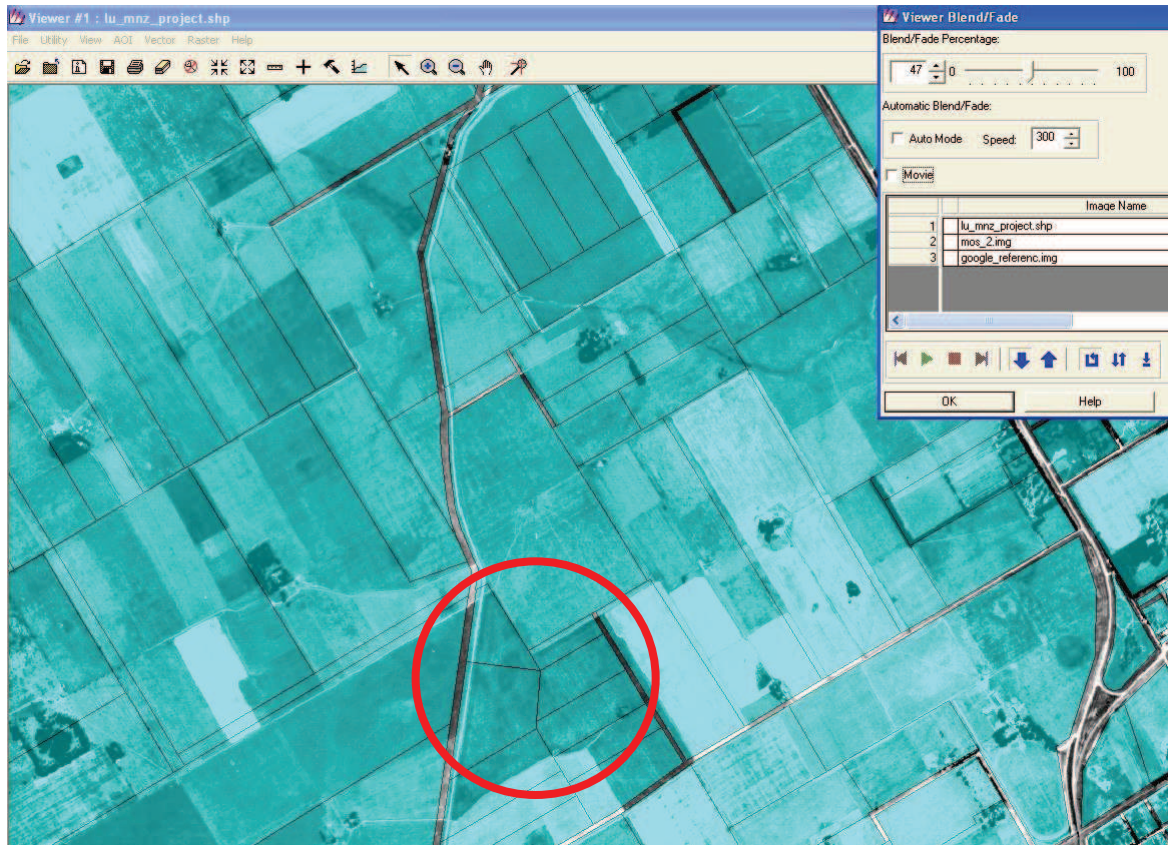 Viewer #1 : lu_mnz_project.shp
File Utility View AOI Vector Raster Help
Viewer Blend/Fade
Blend/Fade Percentage:
47 0 100
Automatic Blend/Fade:
Auto Mode Speed: 300
Movie
Image Name
1 lu_mnz_project.shp
2 mos_2.img
3 google_referenc.img
OK Help